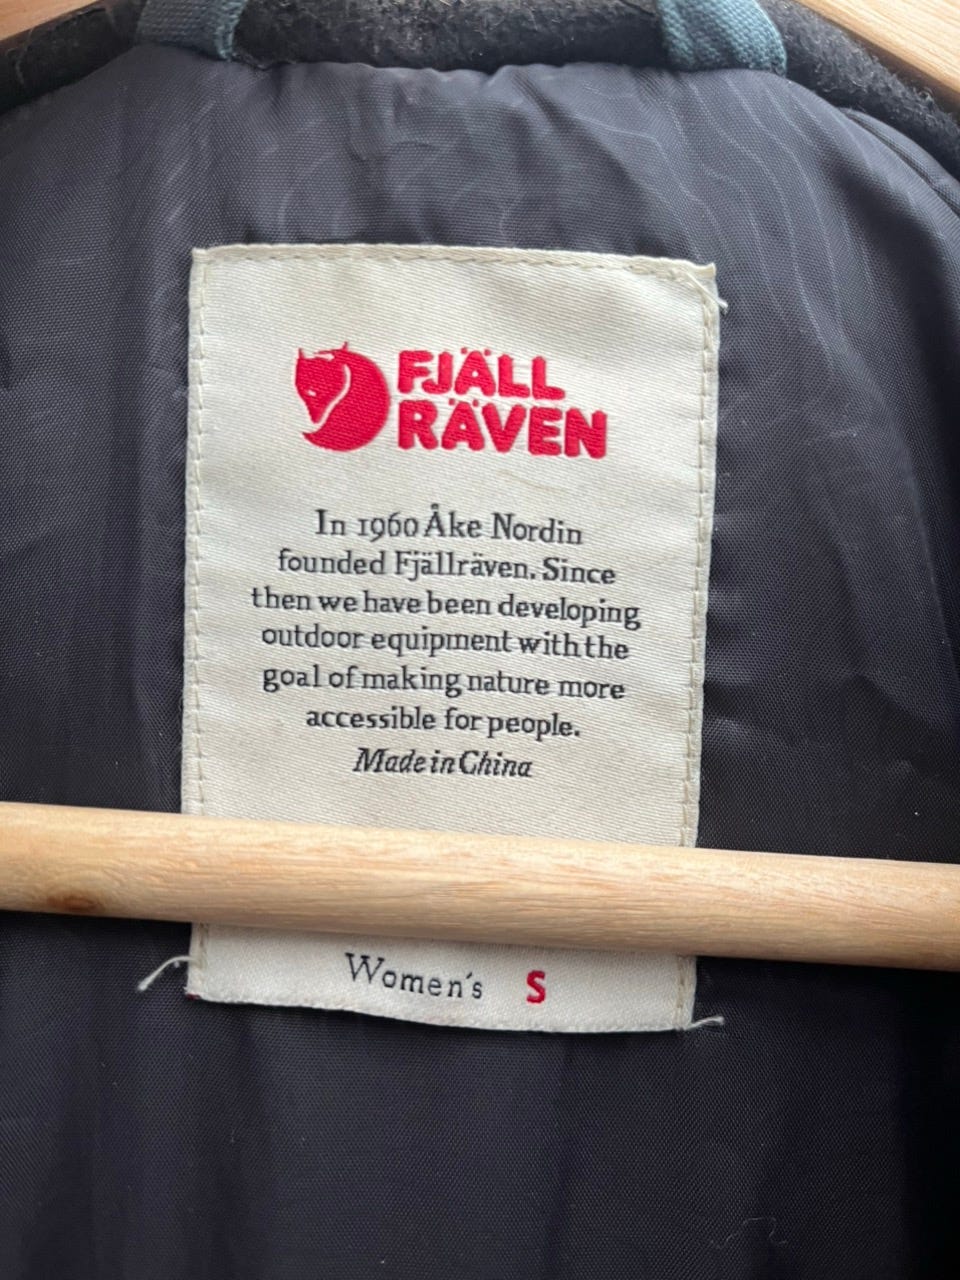 FJÄLL
RÄVEN
In 1960 Åke Nordin
founded Fjällräven. Since
then we have been developing
outdoor equipment with the
goal of making nature more
accessible for people.
Made in China
Women's S